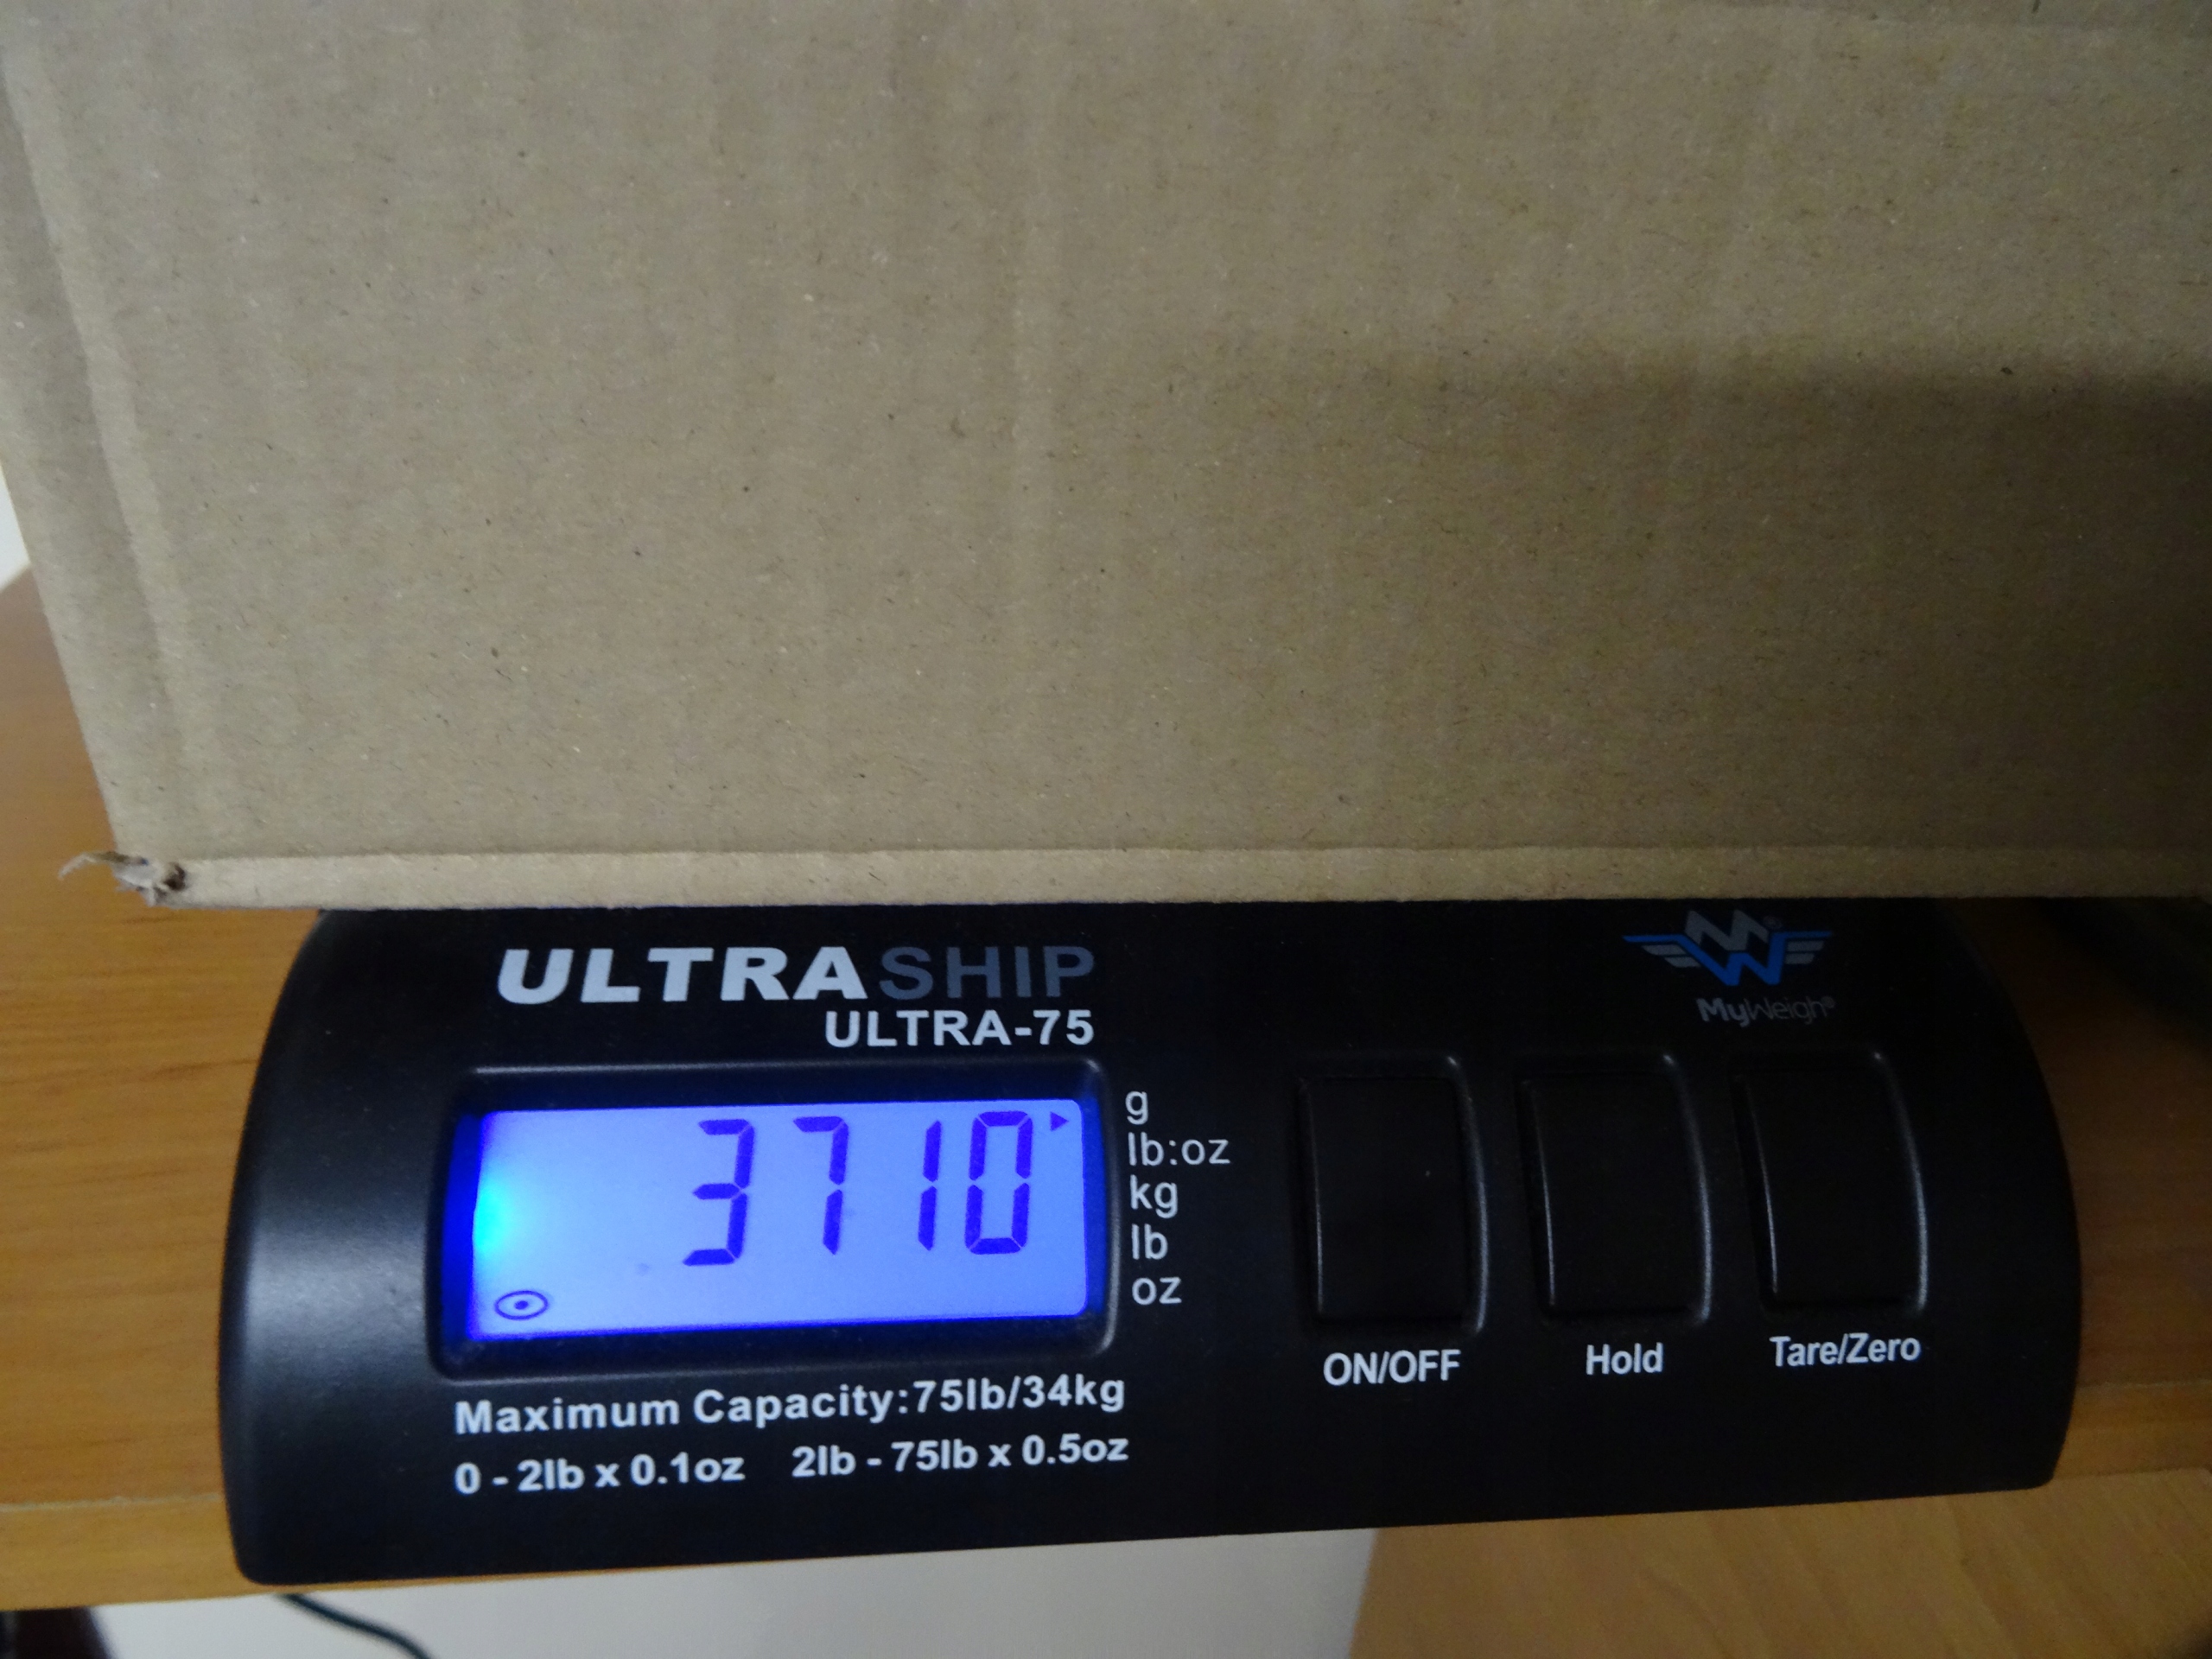 ULTRASHIP
MW®
MyWeigh®
ULTRA-75
3710
g
lb:oz
kg
lb
oz
ON/OFF
Hold
Tare/Zero
Maximum Capacity:75lb/34kg
0 - 2lb x 0.1oz 2lb - 75lb x 0.5oz